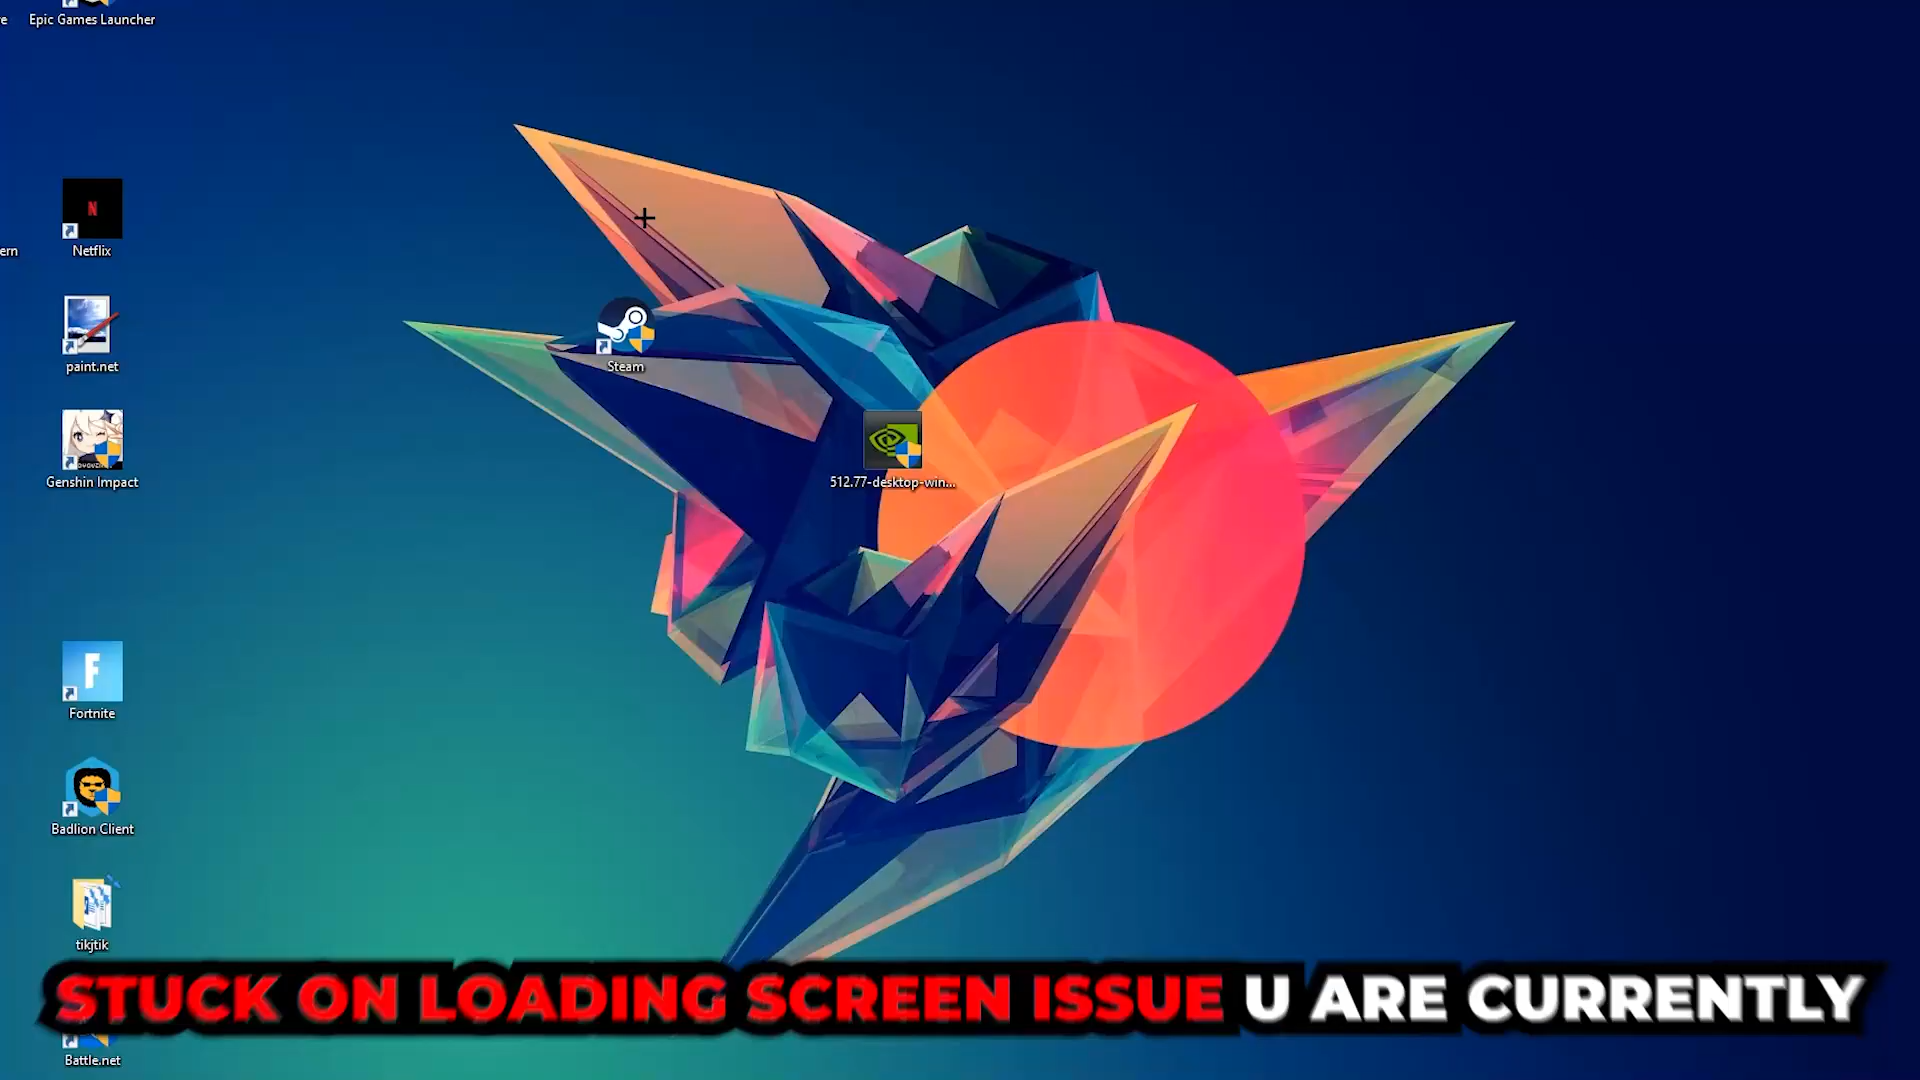 Epic Games Launcher
Netflix
ern
paint.net
Steam
Genshin Impact
512.77-desktop-win...
F
Fortnite
Badlion Client
tikjtik
STUCK ON LOADING SCREEN ISSUE U ARE CURRENTLY
Battle.net